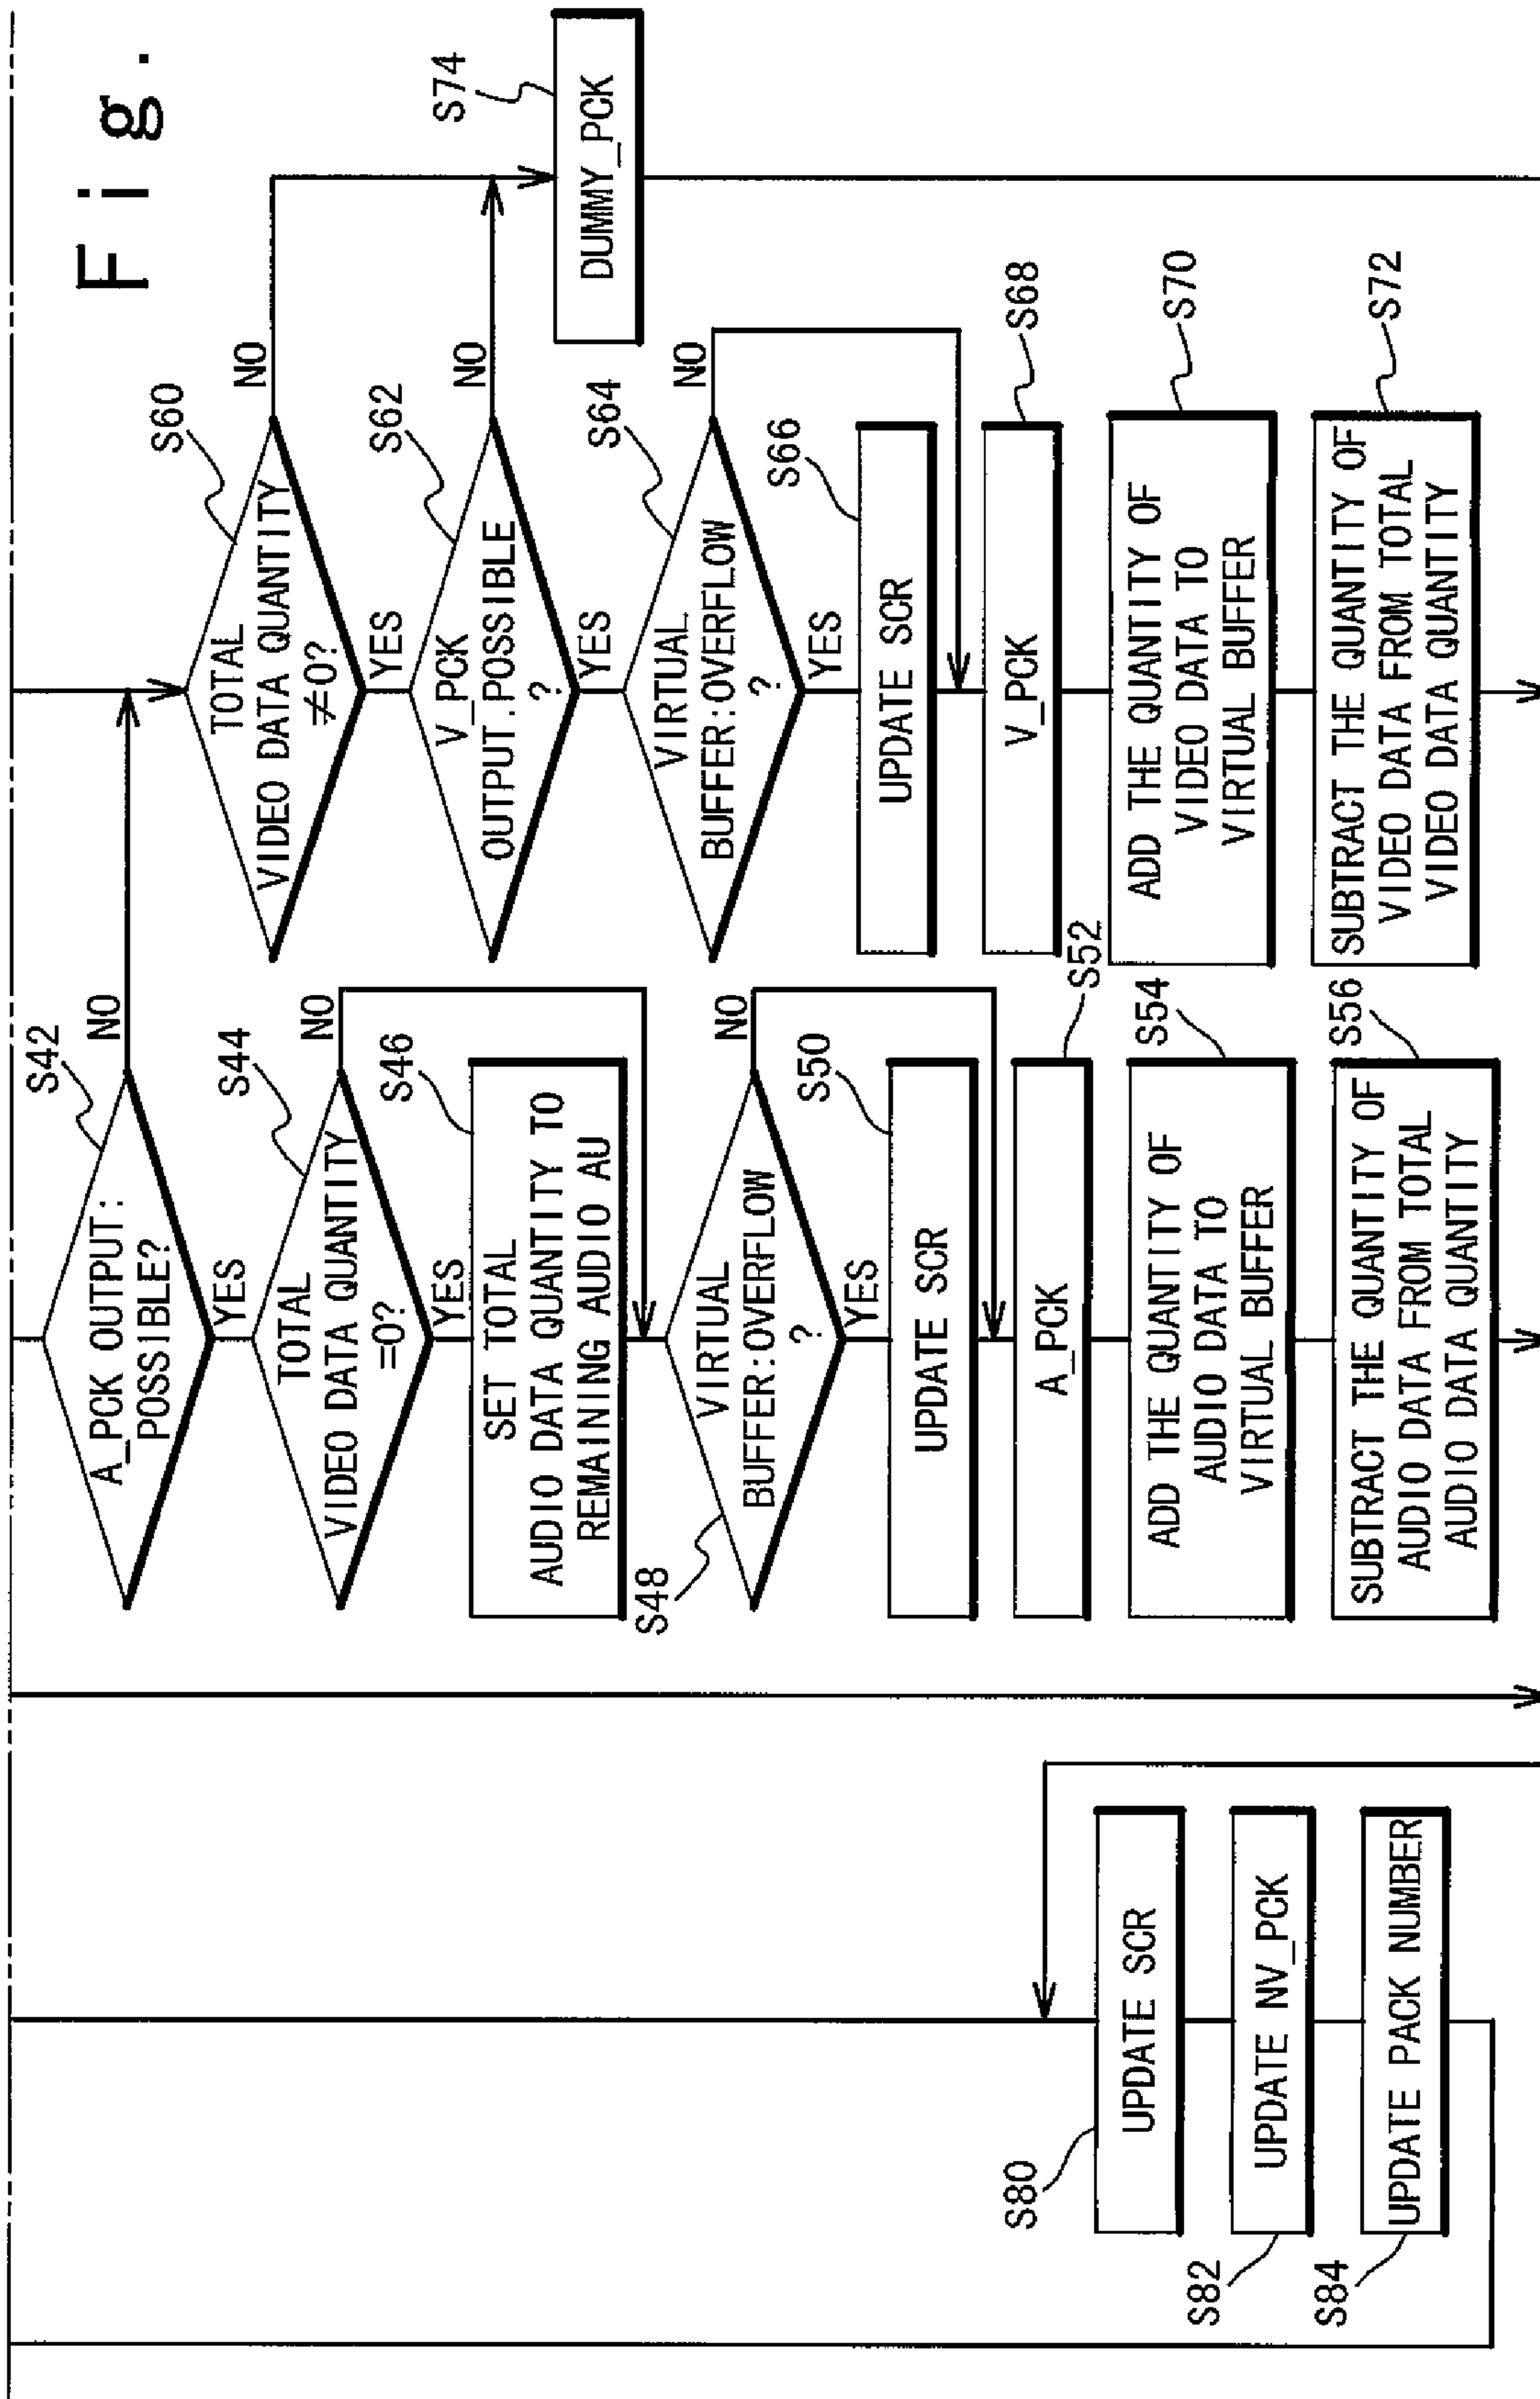 Fig.
S42
A_PCK OUTPUT:
POSSIBLE?
NO
YES
S44
TOTAL
VIDEO DATA QUANTITY
=0?
NO
YES
S46
SET TOTAL
AUDIO DATA QUANTITY TO
REMAINING AUDIO AU
S48
VIRTUAL
BUFFER:OVERFLOW
?
NO
YES
S50
UPDATE SCR
S52
A_PCK
S54
ADD THE QUANTITY OF
AUDIO DATA TO
VIRTUAL BUFFER
S56
SUBTRACT THE QUANTITY OF
AUDIO DATA FROM TOTAL
AUDIO DATA QUANTITY
S60
TOTAL
VIDEO DATA QUANTITY
≠0?
NO
YES
S62
V_PCK
OUTPUT.POSSIBLE
?
NO
YES
S64
VIRTUAL
BUFFER:OVERFLOW
?
NO
YES
S66
UPDATE SCR
S68
V_PCK
S70
ADD THE QUANTITY OF
VIDEO DATA TO
VIRTUAL BUFFER
S72
SUBTRACT THE QUANTITY OF
VIDEO DATA FROM TOTAL
VIDEO DATA QUANTITY
S74
DUMMY_PCK
S80
UPDATE SCR
S82
UPDATE NV_PCK
S84
UPDATE PACK NUMBER